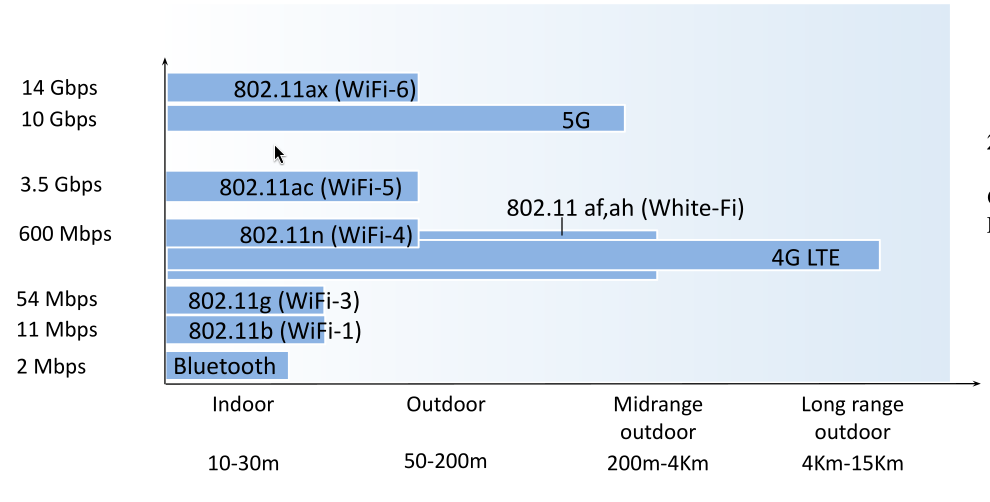 14 Gbps
802.11ax (WiFi-6)
10 Gbps
5G
3.5 Gbps
802.11ac (WiFi-5)
802.11 af,ah (White-Fi)
600 Mbps
802.11n (WiFi-4)
4G LTE
54 Mbps
802.11g (WiFi-3)
11 Mbps
802.11b (WiFi-1)
2 Mbps
Bluetooth
Indoor
Outdoor
Midrange
outdoor
Long range
outdoor
10-30m
50-200m
200m-4Km
4Km-15Km